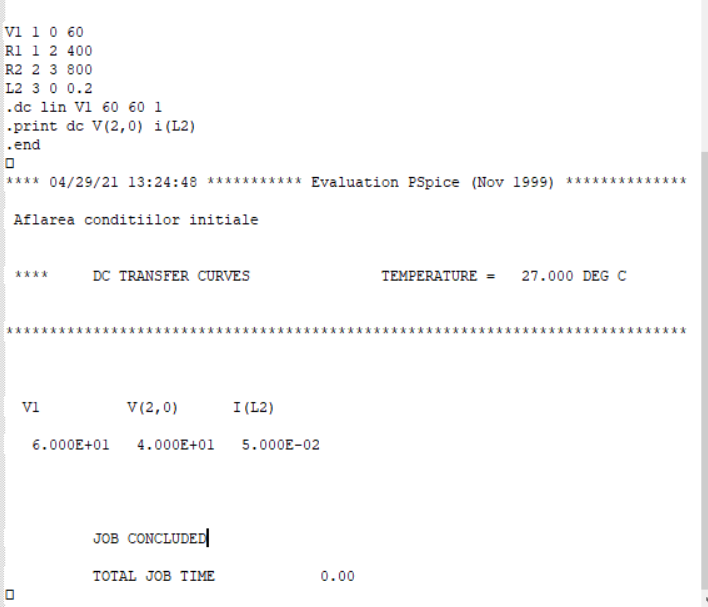 V1 1 0 60
R1 1 2 400
R2 2 3 800
L2 3 0 0.2
.dc lin V1 60 60 1
.print dc V(2,0) i(L2)
.end
**** 04/29/21 13:24:48 *********** Evaluation PSpice (Nov 1999) **************
Aflarea conditiilor initiale
**** DC TRANSFER CURVES TEMPERATURE = 27.000 DEG C
******************************************************************************
V1 V(2,0) I(L2)
6.000E+01 4.000E+01 5.000E-02
JOB CONCLUDED
TOTAL JOB TIME 0.00